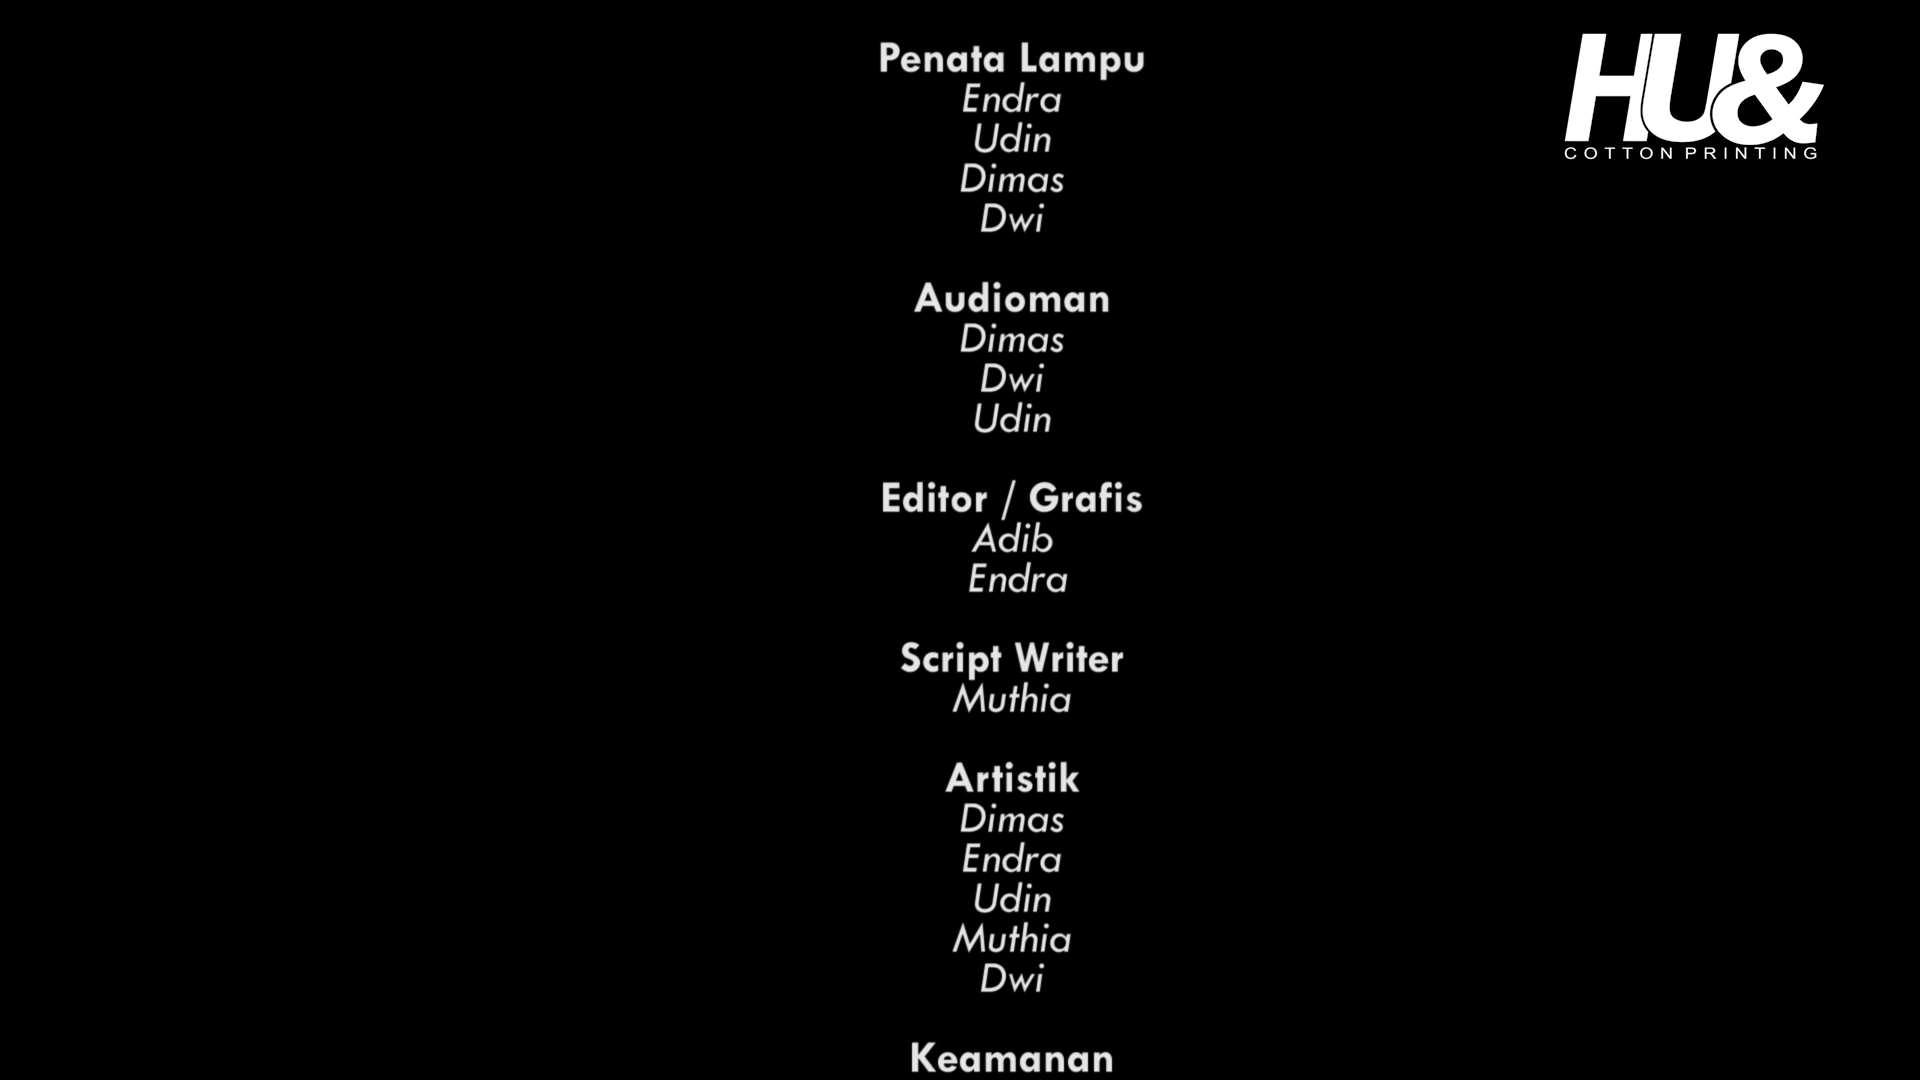 Penata Lampu
Endra
Udin
Dimas
Dwi
Audioman
Dimas
Dwi
Udin
Editor / Grafis
Adib
Endra
Script Writer
Muthia
Artistik
Dimas
Endra
Udin
Muthia
Dwi
Keamanan
HU&
COTTON PRINTING